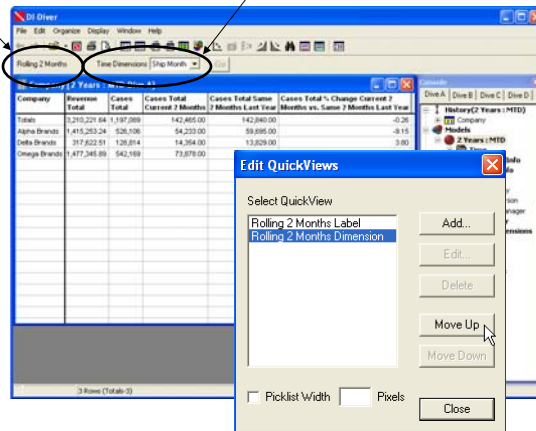 DI Diver
File Edit Organize Display Window Help
Rolling 2 Months Time Dimensions Ship Month Go
Company (2 Years : MTD Dive A)
Company Revenue Total Cases Total Cases Total Current 2 Months Cases Total Same 2 Months Last Year Cases Total % Change Current 2 Months vs. Same 2 Months Last Year
Totals 3,210,221.64 1,197,089 142,465.00 142,840.00 -0.26
Alpha Brands 1,415,253.24 526,106 54,233.00 59,695.00 -9.15
Delta Brands 317,622.51 128,814 14,354.00 13,829.00 3.80
Omega Brands 1,477,345.89 542,169 73,878.00
3 Rows (Totals-3)
Console
Dive A Dive B Dive C Dive D
History(2 Years : MTD)
Company
Models
2 Years : MTD
Time
Info
Edit QuickViews
Select QuickView
Rolling 2 Months Label
Rolling 2 Months Dimension
Add...
Edit...
Delete
Move Up
Move Down
Picklist Width Pixels
Close